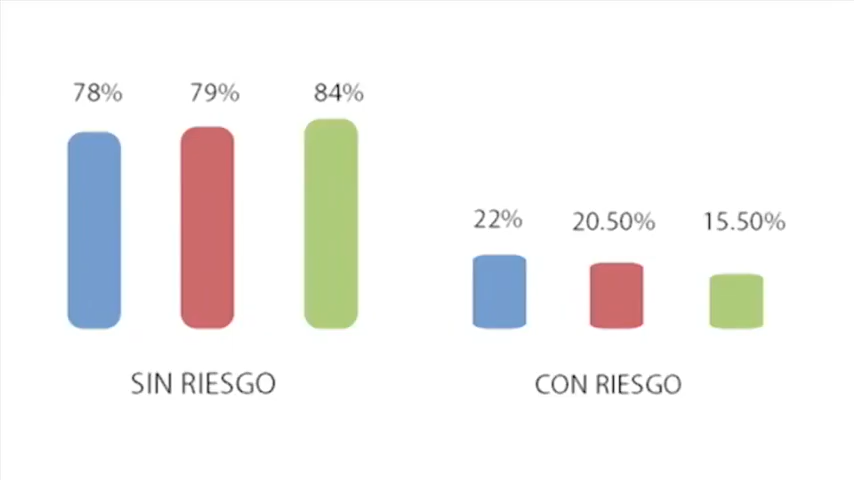 78% 79% 84%
22% 20.50% 15.50%
SIN RIESGO
CON RIESGO